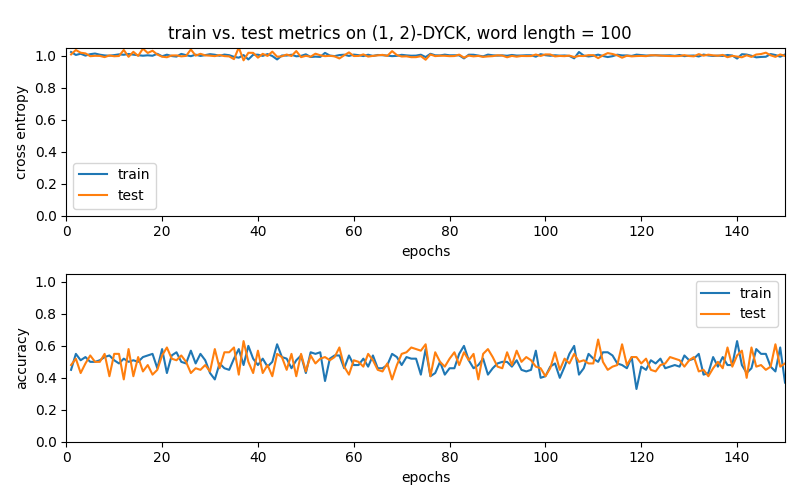 train vs. test metrics on (1, 2)-DYCK, word length = 100
1.0
0.8
0.6
0.4
0.2
0.0
cross entropy
train
test
0 20 40 60 80 100 120 140
epochs
1.0
0.8
0.6
0.4
0.2
0.0
accuracy
train
test
0 20 40 60 80 100 120 140
epochs